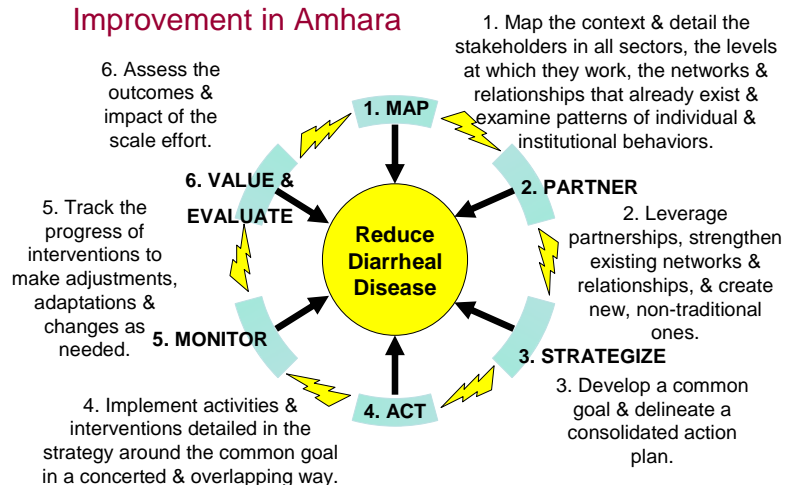 Improvement in Amhara
1. Map the context & detail the
stakeholders in all sectors, the levels
at which they work, the networks &
relationships that already exist &
examine patterns of individual &
institutional behaviors.
6. Assess the
outcomes &
impact of the
scale effort.
1. MAP
6. VALUE &
EVALUATE
2. PARTNER
5. Track the
progress of
interventions to
make adjustments,
adaptations &
changes as
needed.
Reduce
Diarrheal
Disease
2. Leverage
partnerships, strengthen
existing networks &
relationships, & create
new, non-traditional
ones.
5. MONITOR
3. STRATEGIZE
4. ACT
3. Develop a common
goal & delineate a
consolidated action
plan.
4. Implement activities &
interventions detailed in the
strategy around the common goal
in a concerted & overlapping way.